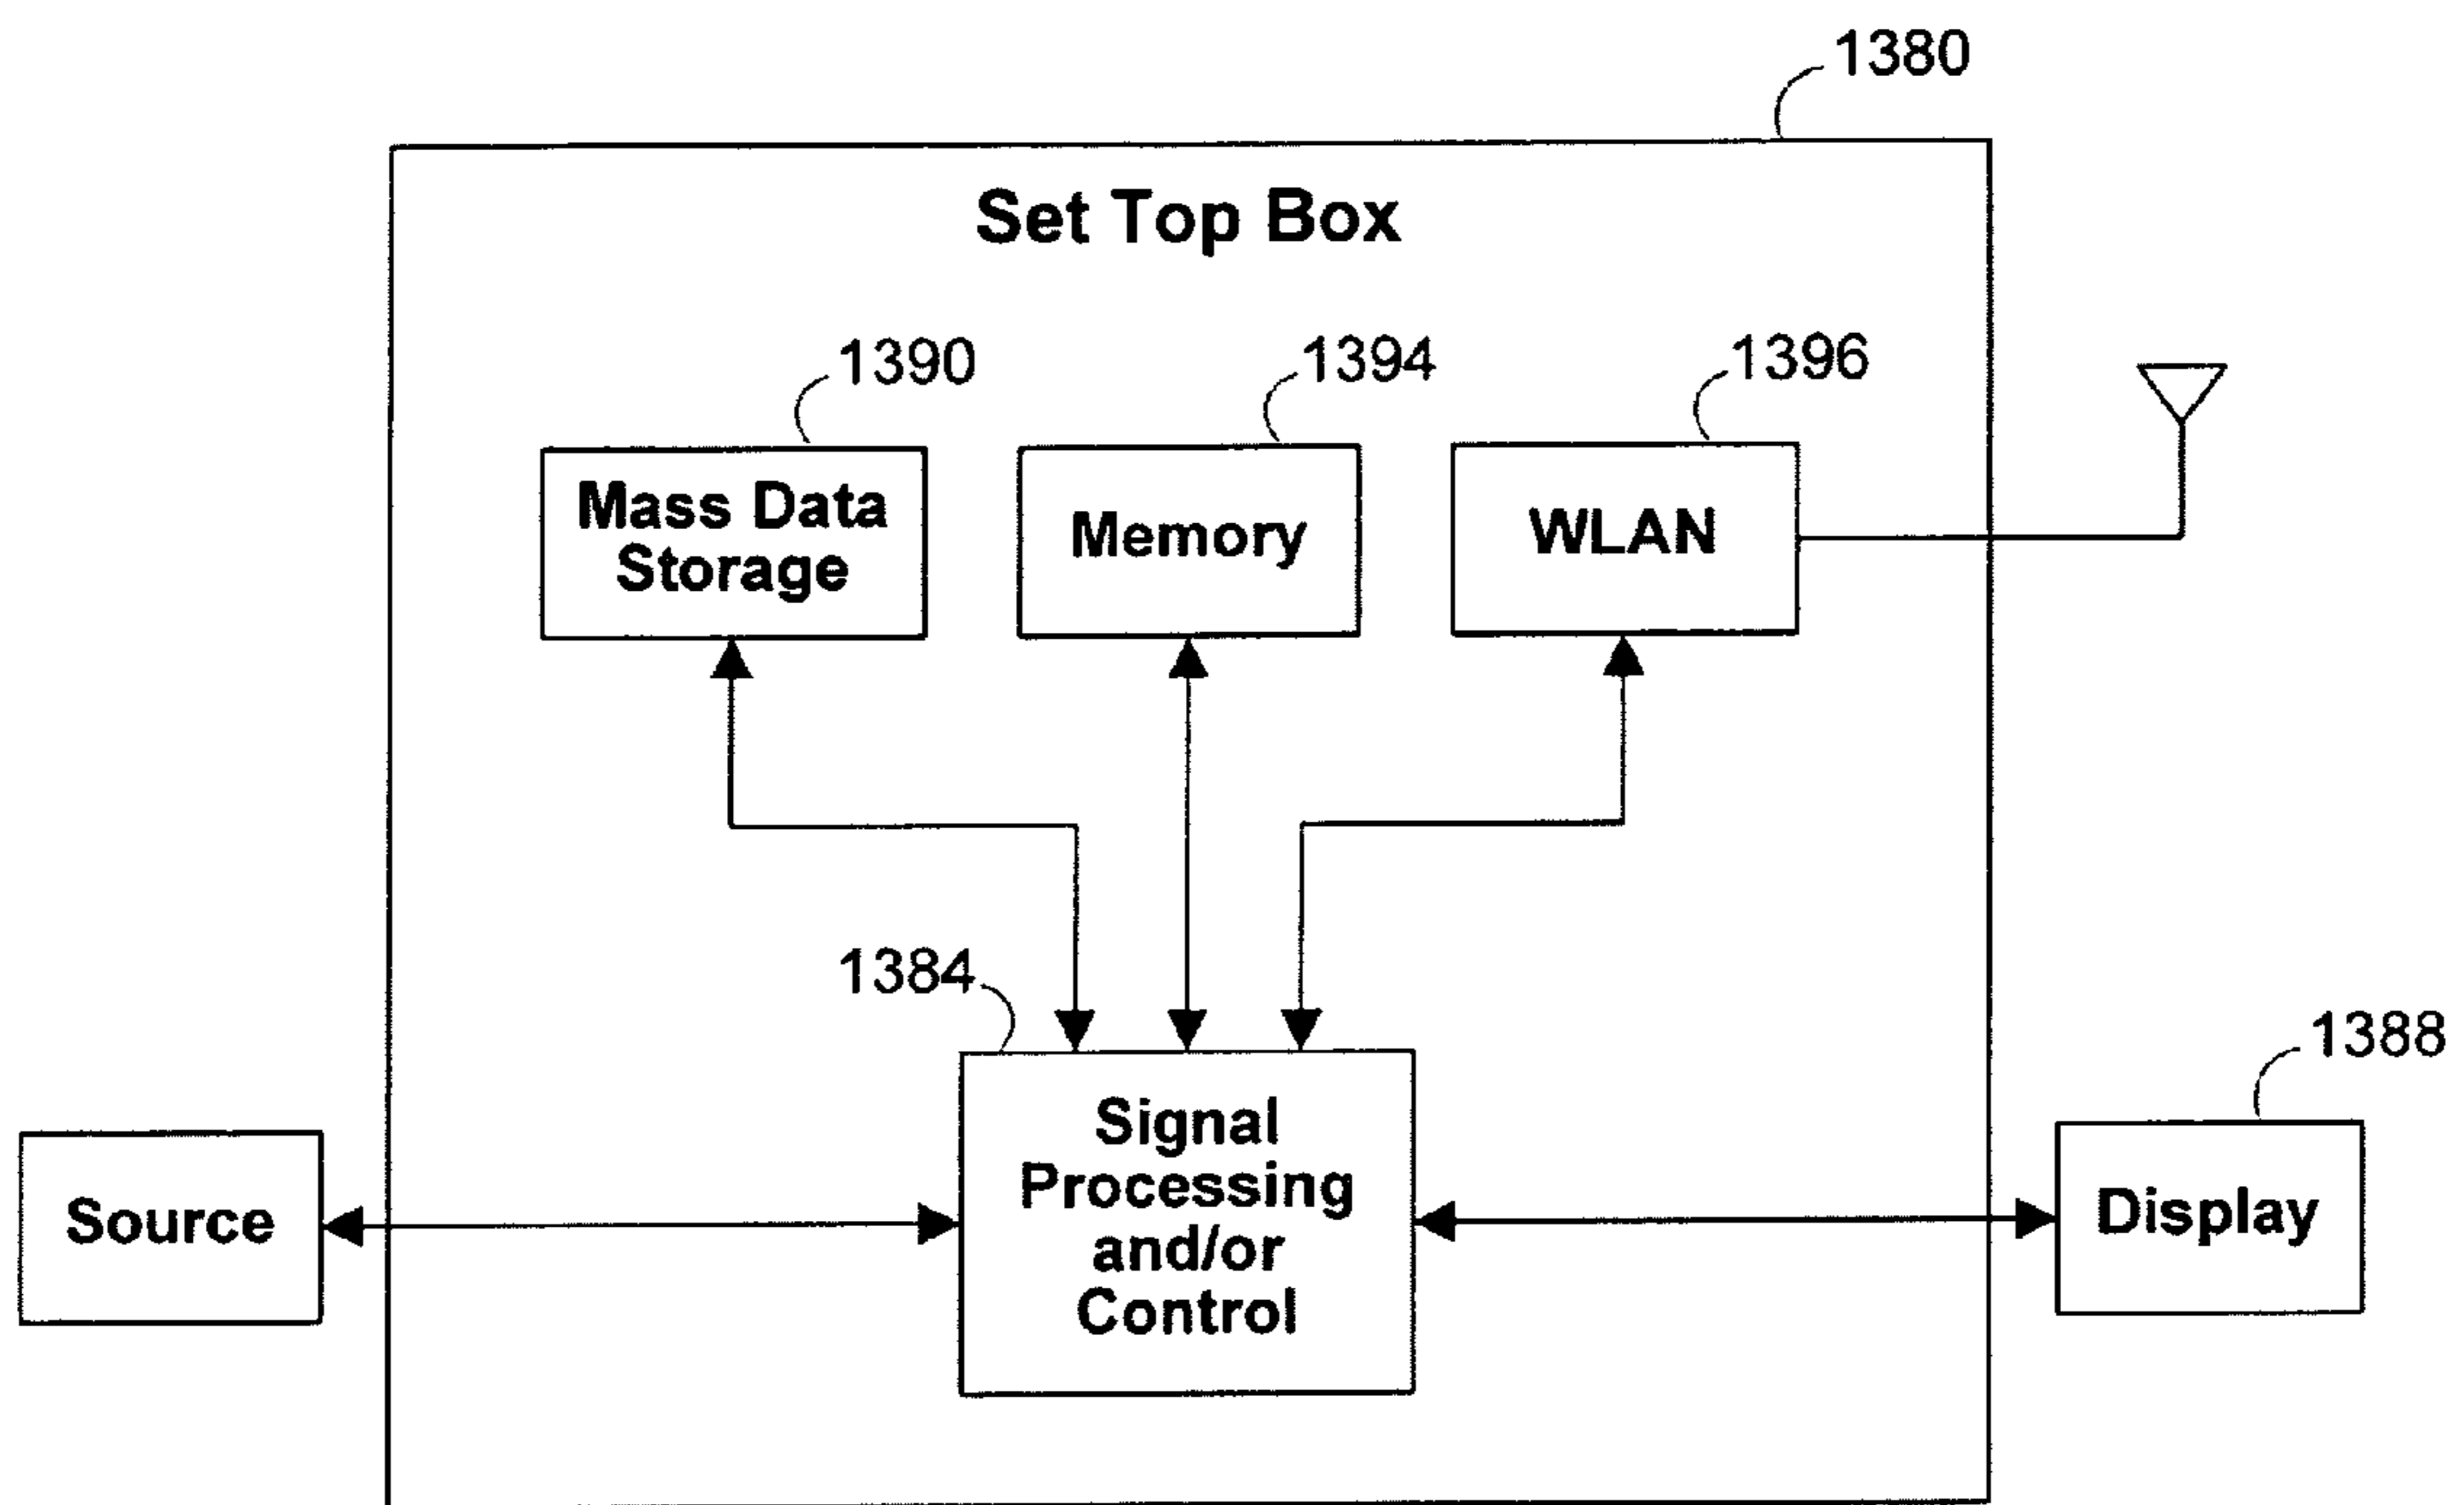 1380
Set Top Box
1390
1394
1396
Mass Data
Storage
Memory
WLAN
1384
1388
Signal
Processing
and/or
Control
Source
Display